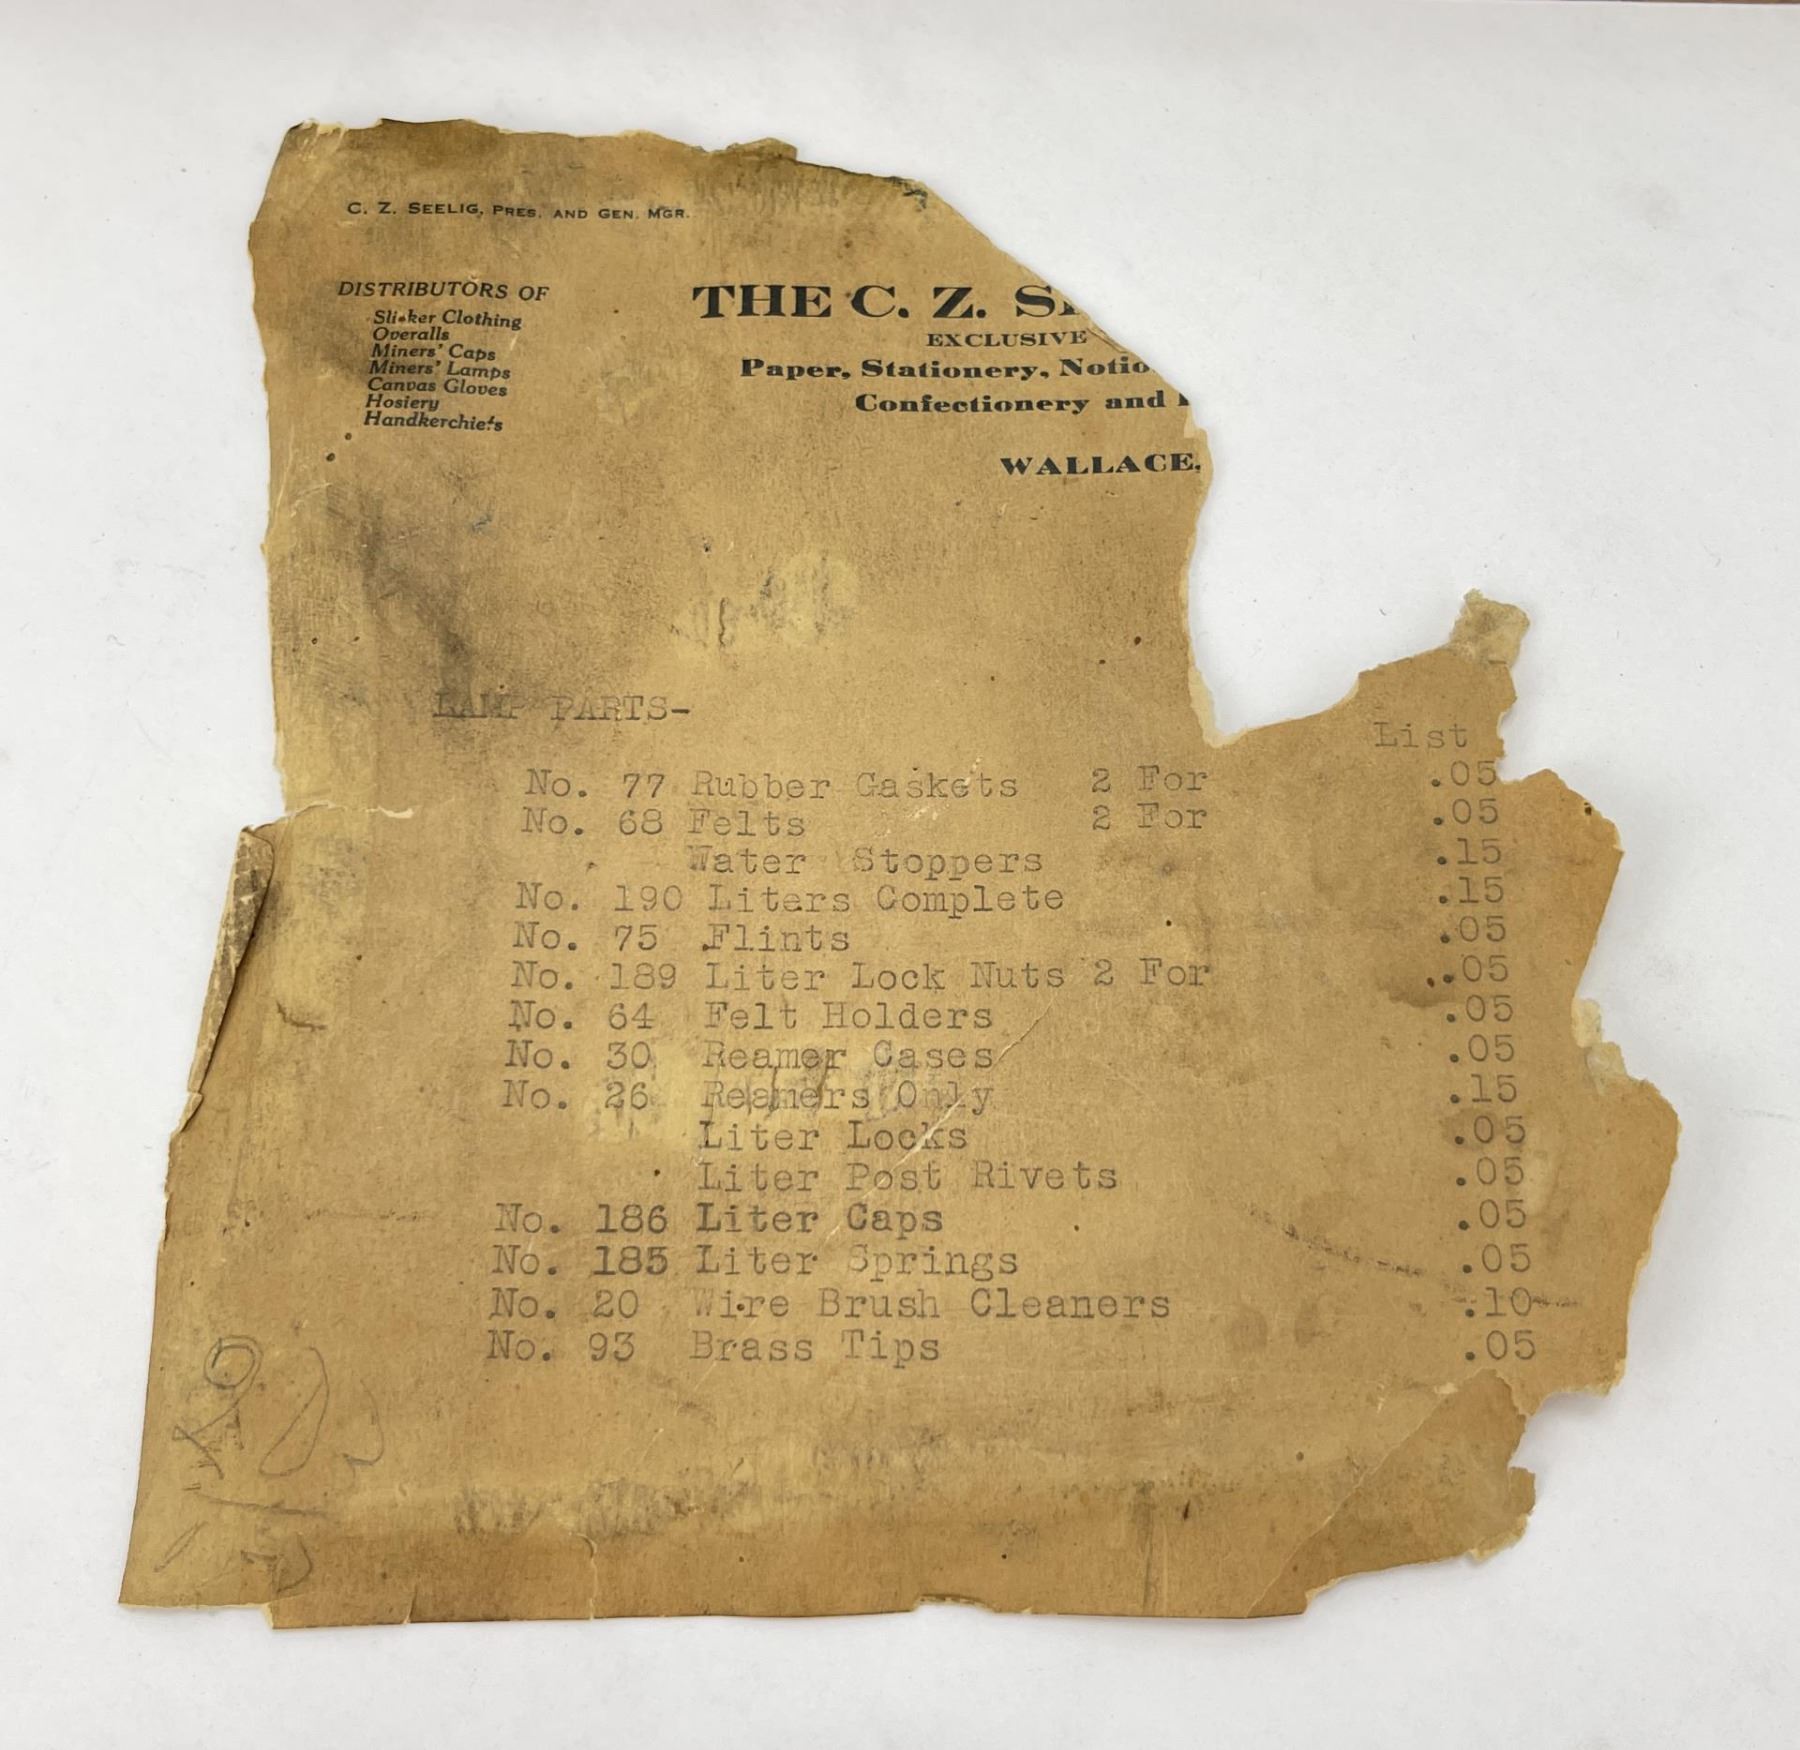 C. Z. SEELIG, PRES. AND GEN. MGR.
DISTRIBUTORS OF
Slicker Clothing
Overalls
Miners' Caps
Miners' Lamps
Canvas Gloves
Hosiery
Handkerchiefs
THE C. Z.
EXCLUSIVE
Paper, Stationery, Notio
Confectionery and
WALLACE,
LAMP PARTS-
List
No. 77 Rubber Gaskets 2 For .05
No. 68 Felts 2 For .05
Water Stoppers .15
No. 190 Liters Complete .15
No. 75 Flints .05
No. 189 Liter Lock Nuts 2 For .05
No. 64 Felt Holders .05
No. 30 Reamer Cases .05
No. 26 Reamers Only .15
Liter Locks .05
Liter Post Rivets .05
No. 186 Liter Caps .05
No. 185 Liter Springs .05
No. 20 Wire Brush Cleaners .10
No. 93 Brass Tips .05